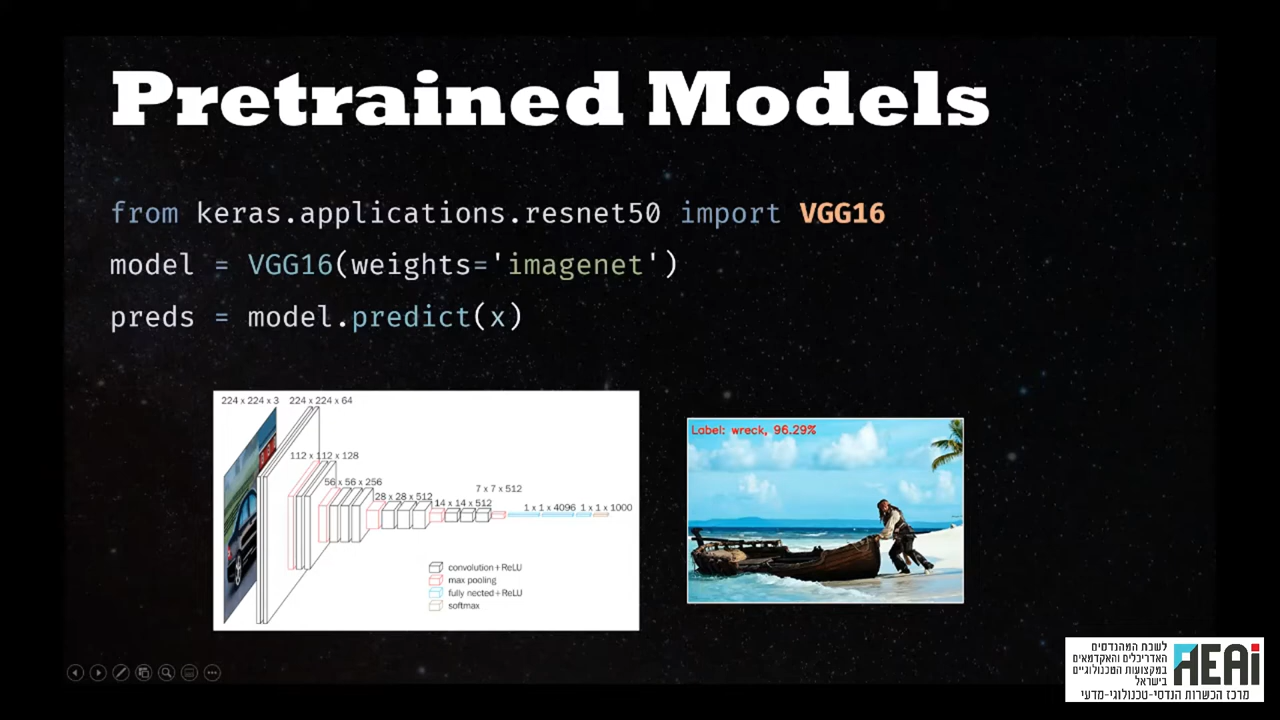 Pretrained Models
from keras.applications.resnet50 import VGG16
model = VGG16(weights='imagenet')
preds = model.predict(x)
224 x 224 x 3 224 x 224 x 64
112 x 112 x 128
56 x 56 x 256
28 x 28 x 512
14 x 14 x 512
7 x 7 x 512
1 x 1 x 4096 1 x 1 x 1000
convolution+ReLU
max pooling
fully nected+ReLU
softmax
Label: wreck, 96.29%
לשכת המהנדסים
האדריכלים והאקדמאים
במקצועות הטכנולוגיים
בישראל
AEAi
מרכז הכשרות הנדסי-טכנולוגי-מדעי